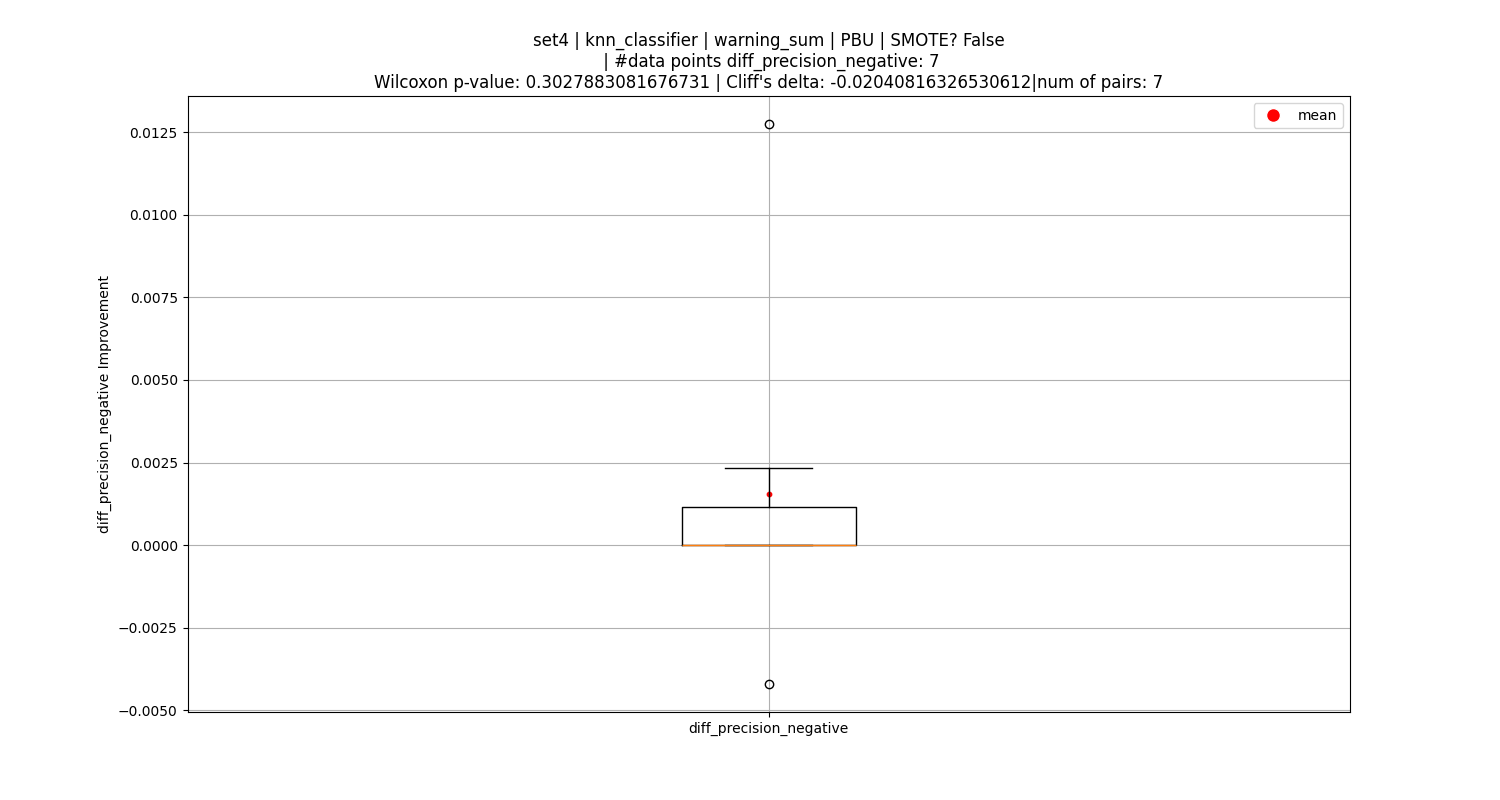 set4 | knn_classifier | warning_sum | PBU | SMOTE? False
| #data points diff_precision_negative: 7
Wilcoxon p-value: 0.3027883081676731 | Cliff's delta: -0.02040816326530612|num of pairs: 7
mean
0.0125
0.0100
0.0075
0.0050
0.0025
0.0000
−0.0025
−0.0050
diff_precision_negative Improvement
diff_precision_negative